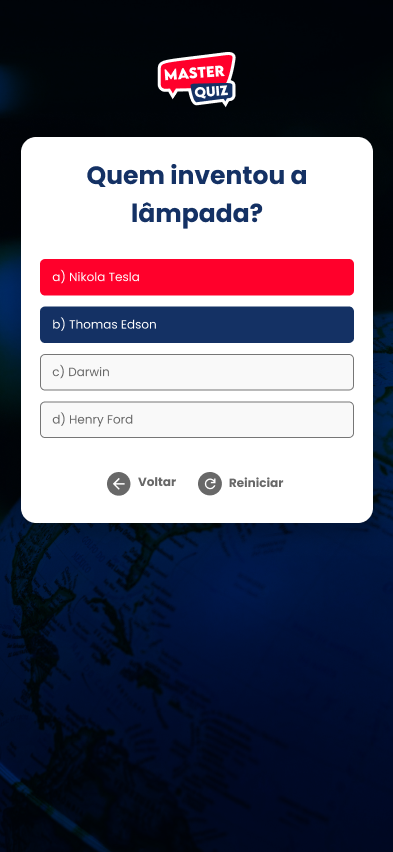 MASTER
QUIZ
Quem inventou a
lâmpada?
a) Nikola Tesla
b) Thomas Edson
c) Darwin
d) Henry Ford
Voltar
Reiniciar